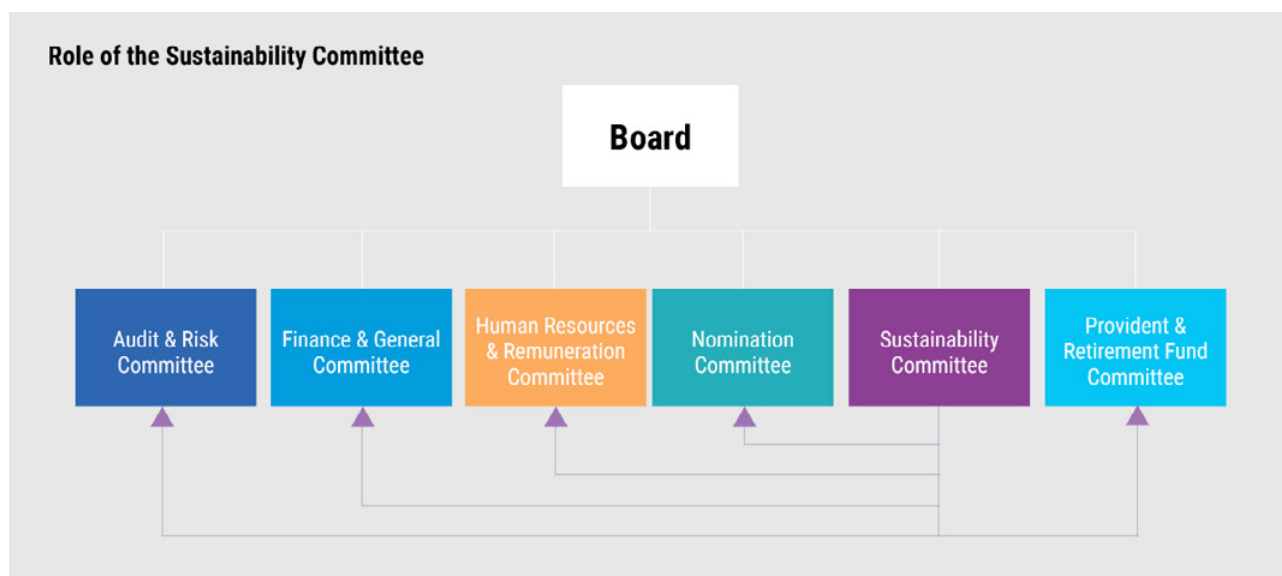 Role of the Sustainability Committee
Board
Audit & Risk
Committee
Finance & General
Committee
Human Resources
& Remuneration
Committee
Nomination
Committee
Sustainability
Committee
Provident &
Retirement Fund
Committee